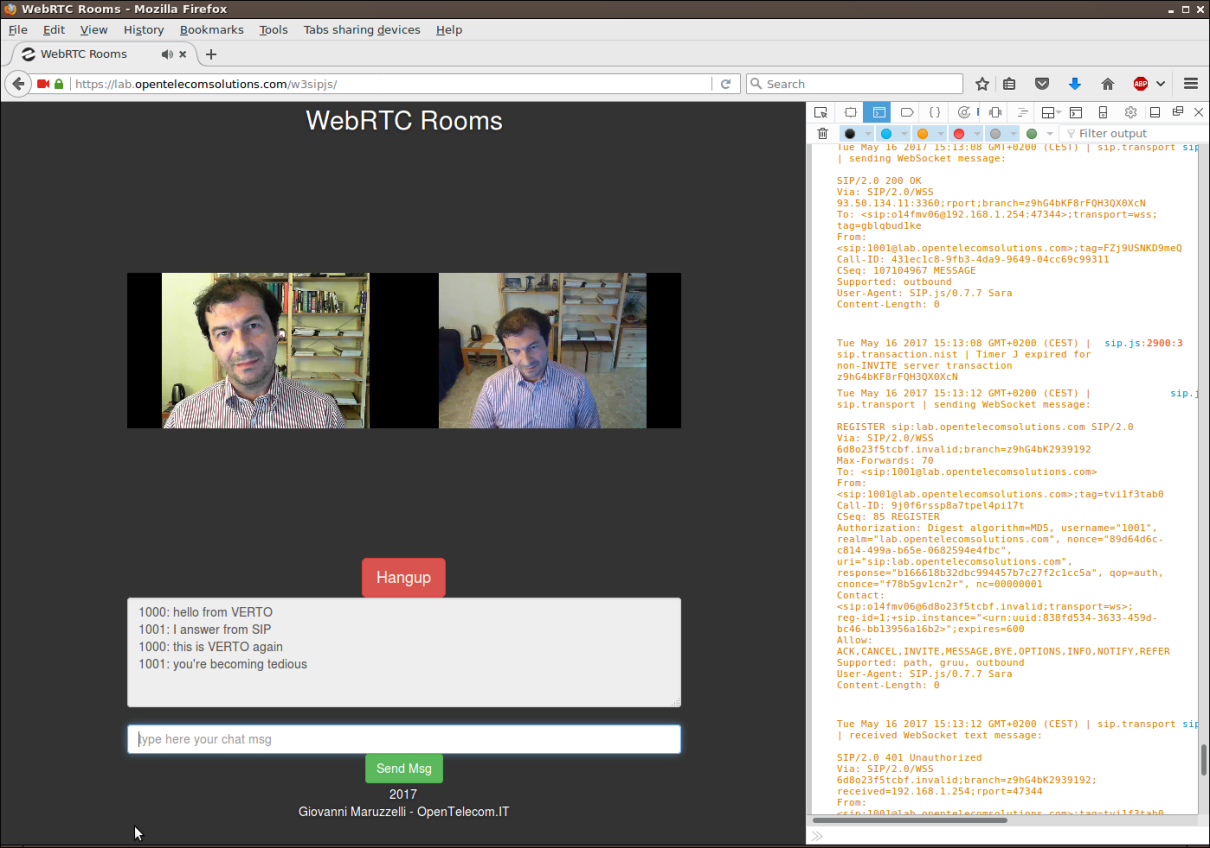 WebRTC Rooms - Mozilla Firefox
File Edit View History Bookmarks Tools Tabs sharing devices Help
WebRTC Rooms
https://lab.opentelecomsolutions.com/w3sipjs/
Search
ABP
WebRTC Rooms
Hangup
1000: hello from VERTO
1001: I answer from SIP
1000: this is VERTO again
1001: you're becoming tedious
type here your chat msg
Send Msg
2017
Giovanni Maruzzelli - OpenTelecom.IT
Filter output
Tue May 16 2017 15:13:08 GMT+0200 (CEST) | sip.transport sip
| sending WebSocket message:
SIP/2.0 200 OK
Via: SIP/2.0/WSS
93.50.134.11:3360;rport;branch=z9hG4bKF8rFQH3QX0XcN
To: <sip:o14fmv06@192.168.1.254:47344>;transport=wss;
tag=gblqbud1ke
From:
<sip:1001@lab.opentelecomsolutions.com>;tag=FZj9USNKD9meQ
Call-ID: 431ec1c8-9fb3-4da9-9649-04cc69c99311
CSeq: 107104967 MESSAGE
Supported: outbound
User-Agent: SIP.js/0.7.7 Sara
Content-Length: 0
Tue May 16 2017 15:13:08 GMT+0200 (CEST) | sip.js:2900:3
sip.transaction.nist | Timer J expired for
non-INVITE server transaction
z9hG4bKF8rFQH3QX0XcN
Tue May 16 2017 15:13:12 GMT+0200 (CEST) | sip.j
sip.transport | sending WebSocket message:
REGISTER sip:lab.opentelecomsolutions.com SIP/2.0
Via: SIP/2.0/WSS
6d8o23f5tcbf.invalid;branch=z9hG4bK2939192
Max-Forwards: 70
To: <sip:1001@lab.opentelecomsolutions.com>
From:
<sip:1001@lab.opentelecomsolutions.com>;tag=tvi1f3tab0
Call-ID: 9j0f6rssp8a7tpel4pi17t
CSeq: 85 REGISTER
Authorization: Digest algorithm=MD5, username="1001",
realm="lab.opentelecomsolutions.com", nonce="89d64d6c-
c814-499a-b65e-0682594e4fbc",
uri="sip:lab.opentelecomsolutions.com",
response="b166618b32dbc994457b7c27f2c1cc5a", qop=auth,
cnonce="f78b5gv1cn2r", nc=00000001
Contact:
<sip:o14fmv06@6d8o23f5tcbf.invalid;transport=ws>;
reg-id=1;+sip.instance="<urn:uuid:838fd534-3633-459d-
bc46-bb13956a16b2>";expires=600
Allow:
ACK,CANCEL,INVITE,MESSAGE,BYE,OPTIONS,INFO,NOTIFY,REFER
Supported: path, gruu, outbound
User-Agent: SIP.js/0.7.7 Sara
Content-Length: 0
Tue May 16 2017 15:13:12 GMT+0200 (CEST) | sip.transport sip
| received WebSocket text message:
SIP/2.0 401 Unauthorized
Via: SIP/2.0/WSS
6d8o23f5tcbf.invalid;branch=z9hG4bK2939192;
received=192.168.1.254;rport=47344
From:
<sip:1001@lab.opentelecomsolutions.com>;tag=tvi1f3tab0